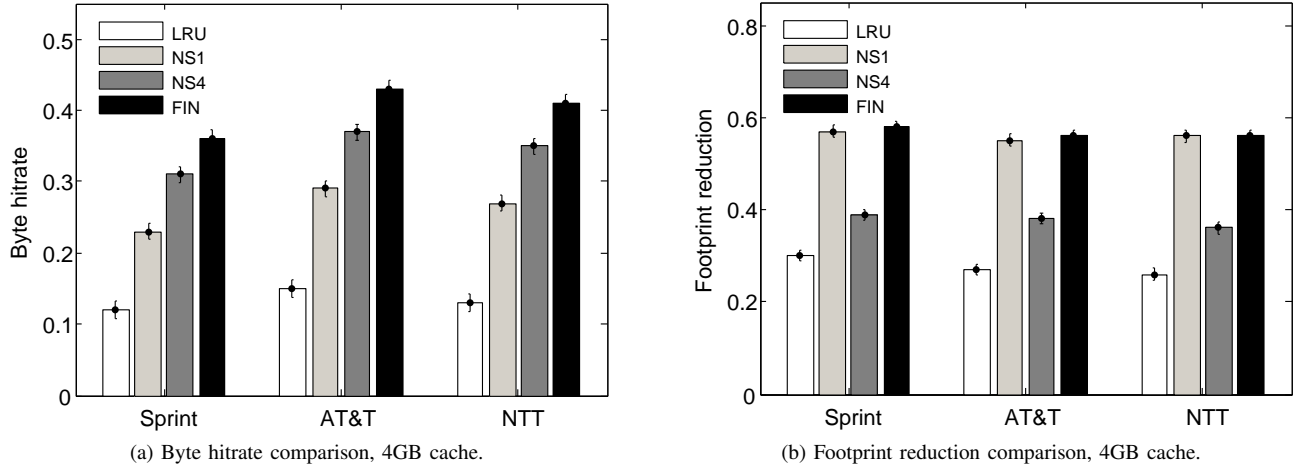 0.5
0.4
0.3
0.2
0.1
0
Byte hitrate
LRU
NS1
NS4
FIN
Sprint AT&T NTT
(a) Byte hitrate comparison, 4GB cache.
0.8
0.6
0.4
0.2
0
Footprint reduction
LRU
NS1
NS4
FIN
Sprint AT&T NTT
(b) Footprint reduction comparison, 4GB cache.